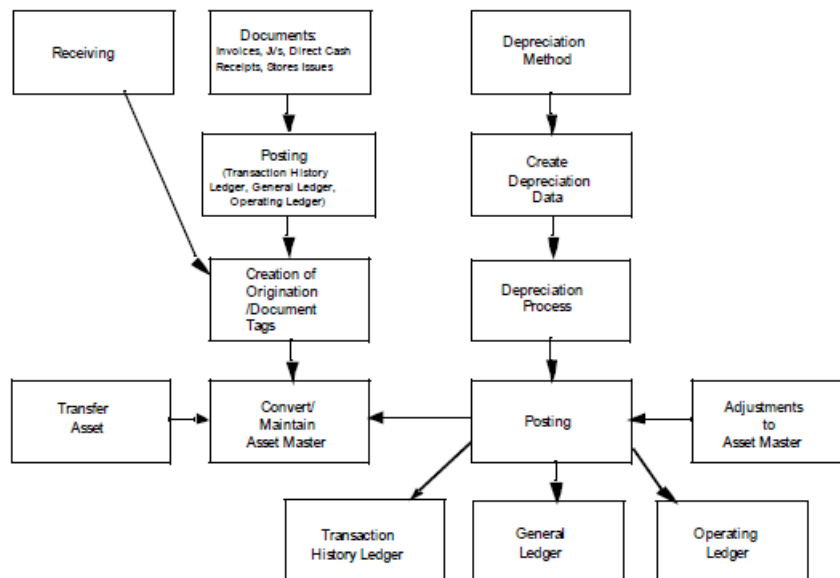 Receiving
Documents:
Invoices, JVs, Direct Cash
Receipts, Stores Issues
Depreciation
Method
Posting
(Transaction History
Ledger, General Ledger,
Operating Ledger)
Create
Depreciation
Data
Creation of
Origination
/Document
Tags
Depreciation
Process
Transfer
Asset
Convert/
Maintain
Asset Master
Posting
Adjustments
to
Asset Master
Transaction
History Ledger
General
Ledger
Operating
Ledger